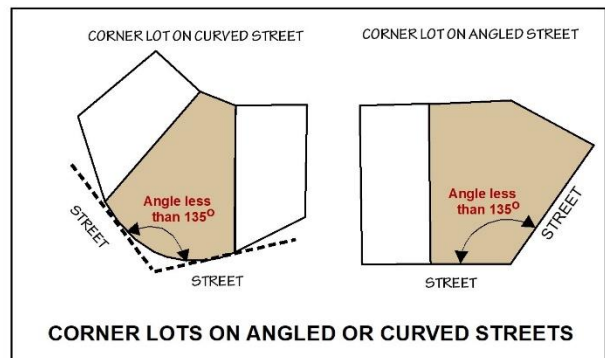 CORNER LOT ON CURVED STREET
CORNER LOT ON ANGLED STREET
Angle less
than 135°
STREET
STREET
Angle less
than 135°
STREET
STREET
CORNER LOTS ON ANGLED OR CURVED STREETS